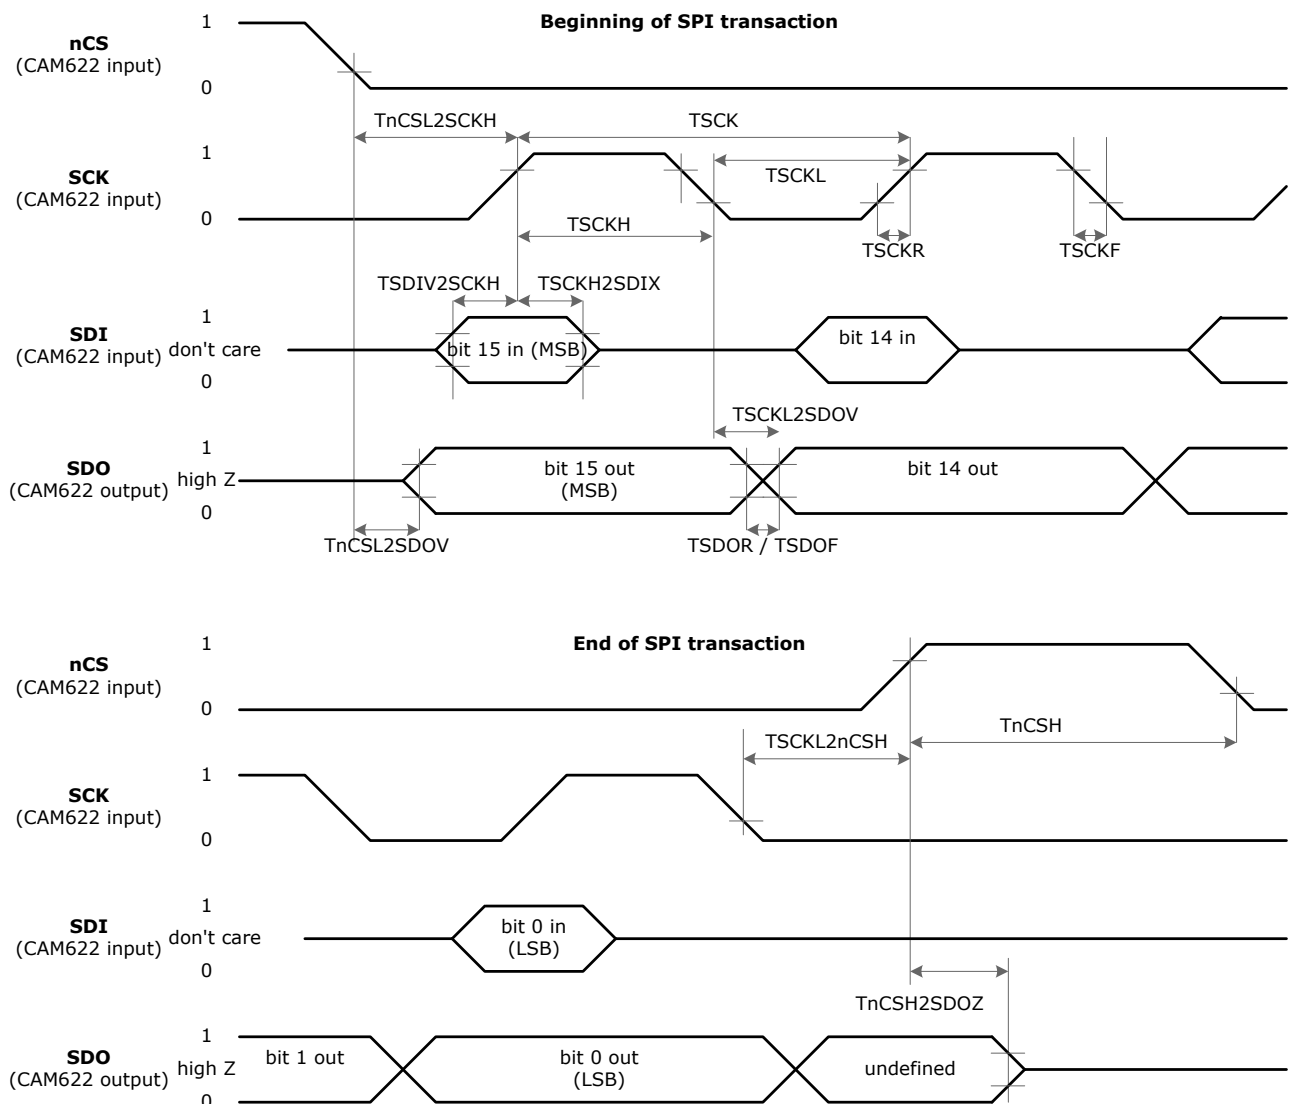 Beginning of SPI transaction
nCS
(CAM622 input)
1
0
TnCSL2SCKH
TSCK
SCK
(CAM622 input)
1
0
TSCKL
TSCKH
TSCKR
TSCKF
TSDIV2SCKH
TSCKH2SDIX
SDI
(CAM622 input)
1
don't care
0
bit 15 in (MSB)
bit 14 in
TSCKL2SDOV
SDO
(CAM622 output)
1
high Z
0
bit 15 out
(MSB)
bit 14 out
TnCSL2SDOV
TSDOR / TSDOF
End of SPI transaction
nCS
(CAM622 input)
1
0
TSCKL2nCSH
TnCSH
SCK
(CAM622 input)
1
0
SDI
(CAM622 input)
1
don't care
0
bit 0 in
(LSB)
TnCSH2SDOZ
SDO
(CAM622 output)
1
high Z
0
bit 1 out
bit 0 out
(LSB)
undefined